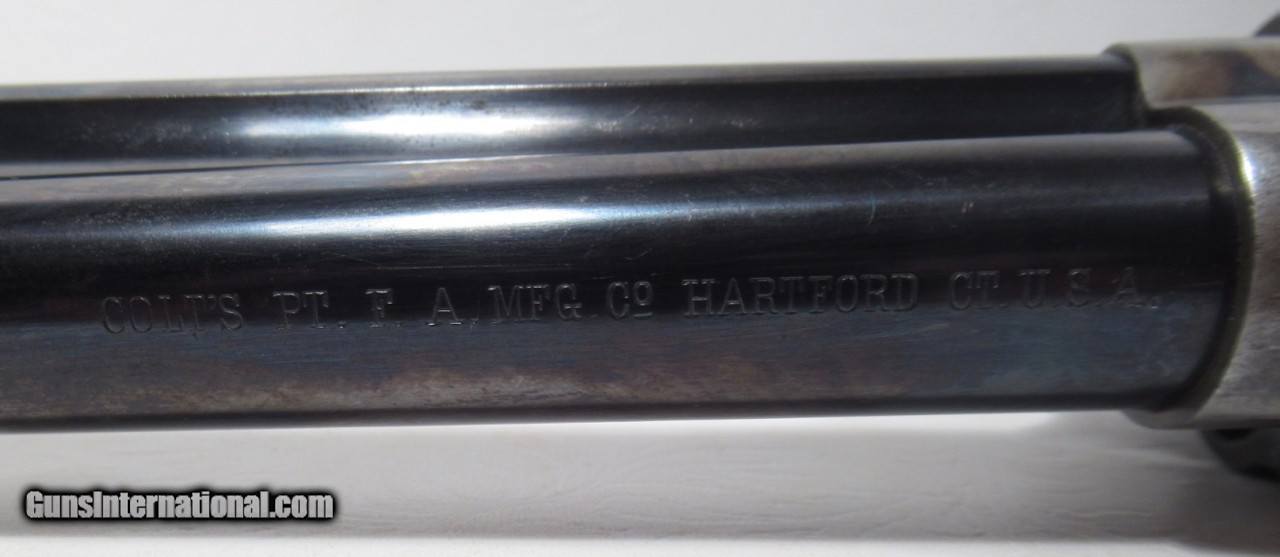 COLT'S PT. F. A. MFG. Cº HARTFORD CT. U.S.A.
GunsInternational.com